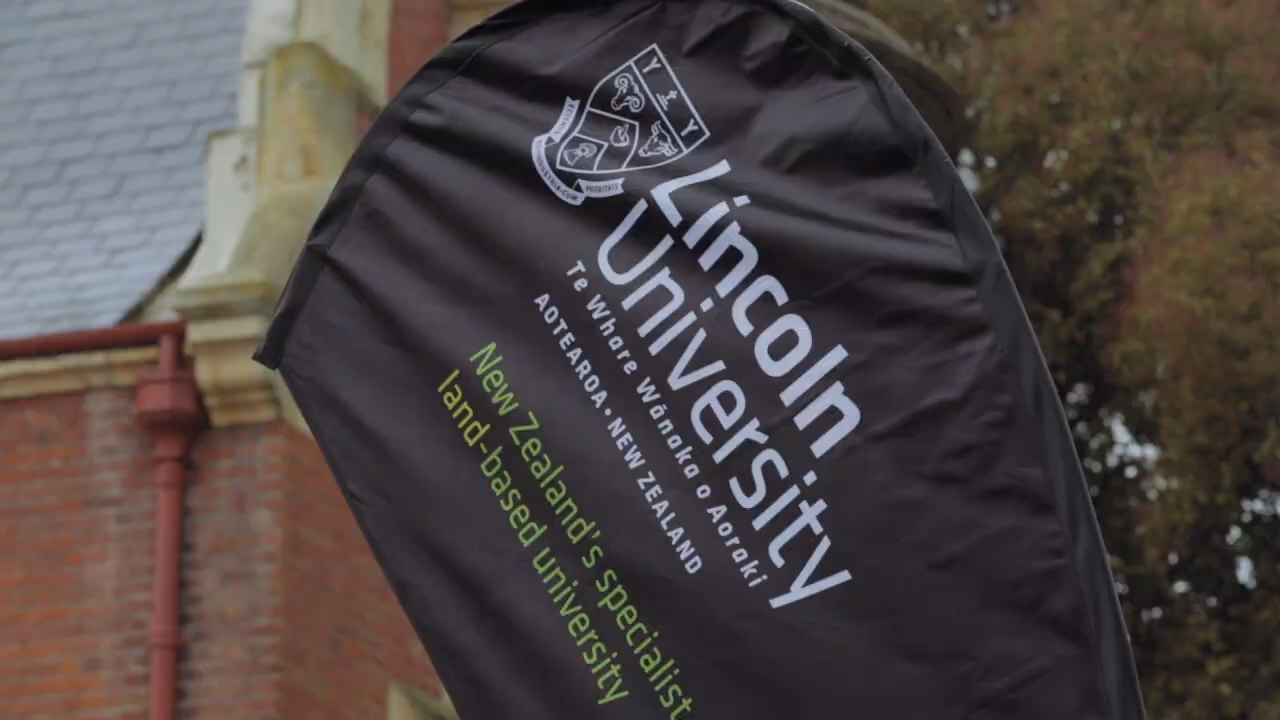 Y Y
Lincoln
University
Te Whare Wānaka o Aoraki
AOTEAROA • NEW ZEALAND
New Zealand's specialist
land-based university